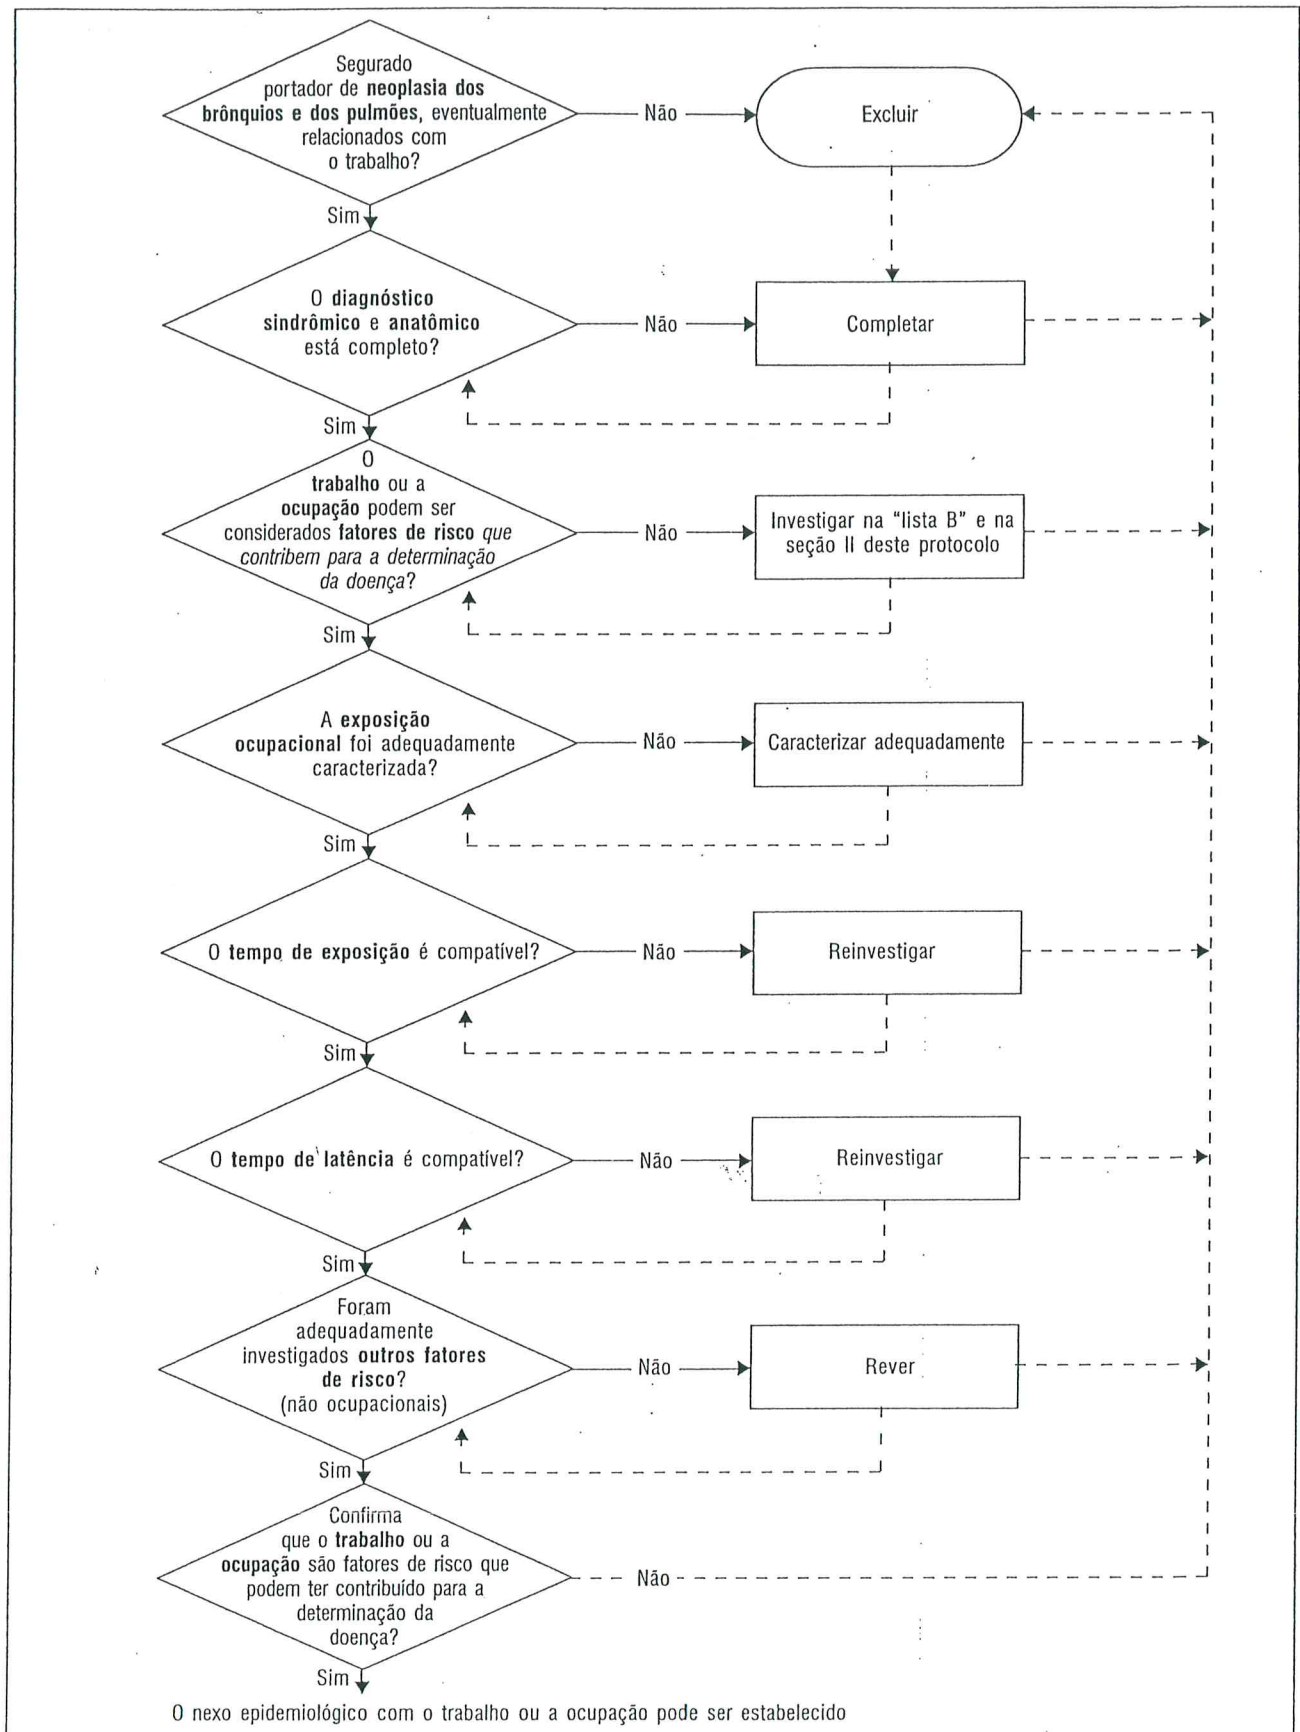 Segurado
portador de neoplasia dos
brônquios e dos pulmões, eventualmente
relacionados com
o trabalho?
Não
Excluir
Sim
O diagnóstico
sindrômico e anatômico
está completo?
Não
Completar
Sim
O
trabalho ou a
ocupação podem ser
considerados fatores de risco que
contribem para a determinação
da doença?
Não
Investigar na “lista B” e na
seção II deste protocolo
Sim
A exposição
ocupacional foi adequadamente
caracterizada?
Não
Caracterizar adequadamente
Sim
O tempo de exposição é compatível?
Não
Reinvestigar
Sim
O tempo de latência é compatível?
Não
Reinvestigar
Sim
Foram
adequadamente
investigados outros fatores
de risco?
(não ocupacionais)
Não
Rever
Sim
Confirma
que o trabalho ou a
ocupação são fatores de risco que
podem ter contribuído para a
determinação da
doença?
Não
Sim
O nexo epidemiológico com o trabalho ou a ocupação pode ser estabelecido